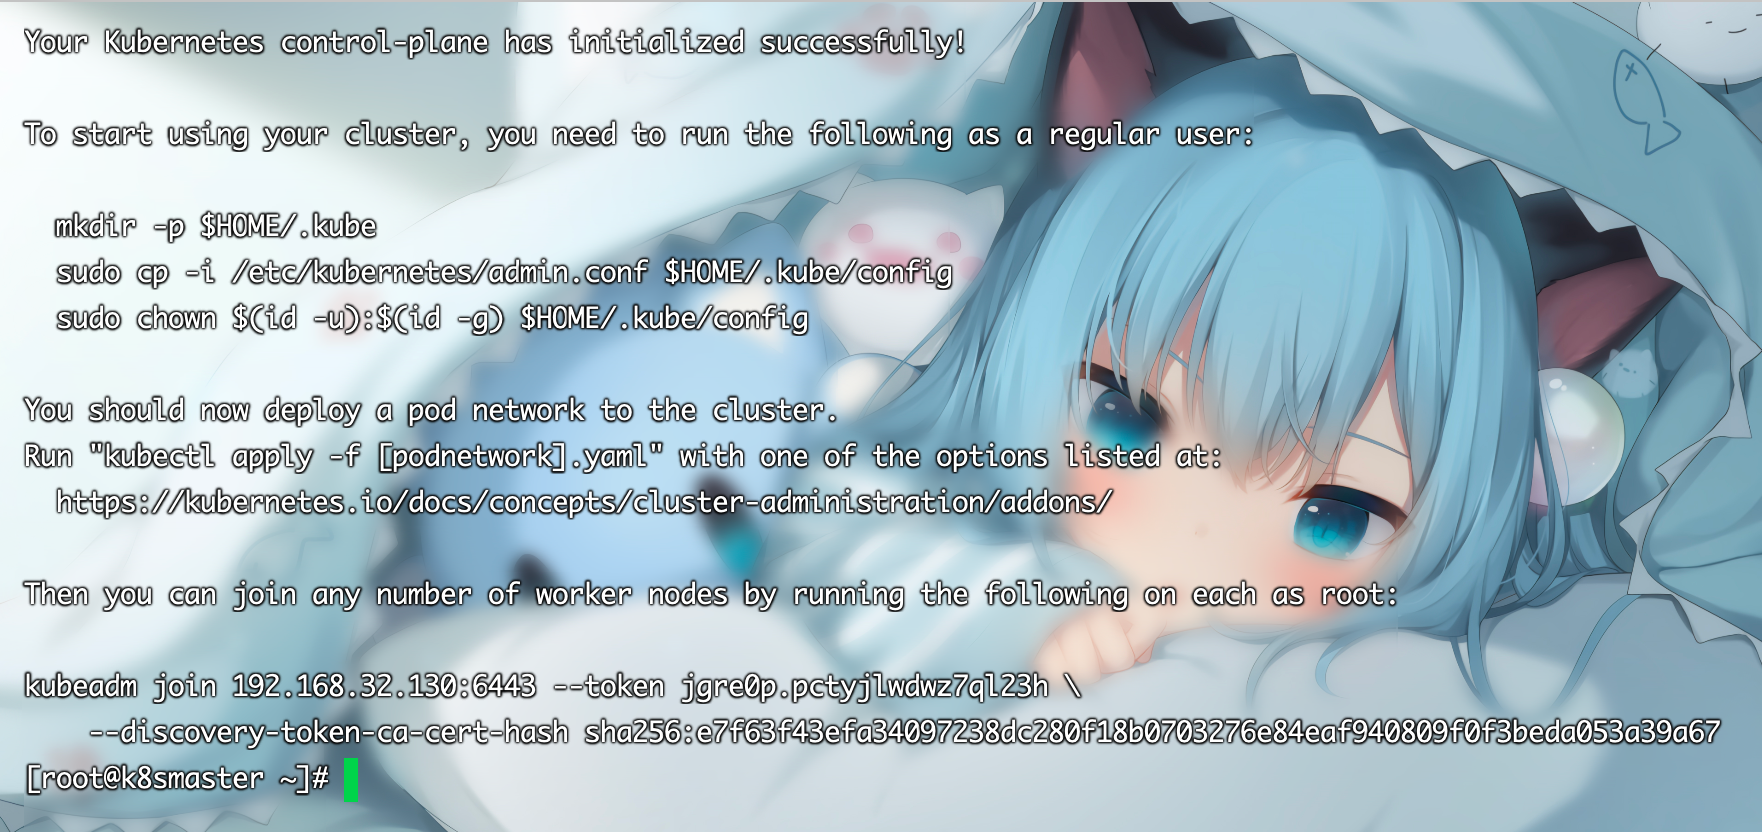 Your Kubernetes control-plane has initialized successfully!
To start using your cluster, you need to run the following as a regular user:
mkdir -p $HOME/.kube
sudo cp -i /etc/kubernetes/admin.conf $HOME/.kube/config
sudo chown $(id -u):$(id -g) $HOME/.kube/config
You should now deploy a pod network to the cluster.
Run "kubectl apply -f [podnetwork].yaml" with one of the options listed at:
https://kubernetes.io/docs/concepts/cluster-administration/addons/
Then you can join any number of worker nodes by running the following on each as root:
kubeadm join 192.168.32.130:6443 --token jgre0p.pctyjlwdwz7ql23h \
--discovery-token-ca-cert-hash sha256:e7f63f43efa34097238dc280f18b0703276e84eaf940809f0f3beda053a39a67
[root@k8smaster ~]#